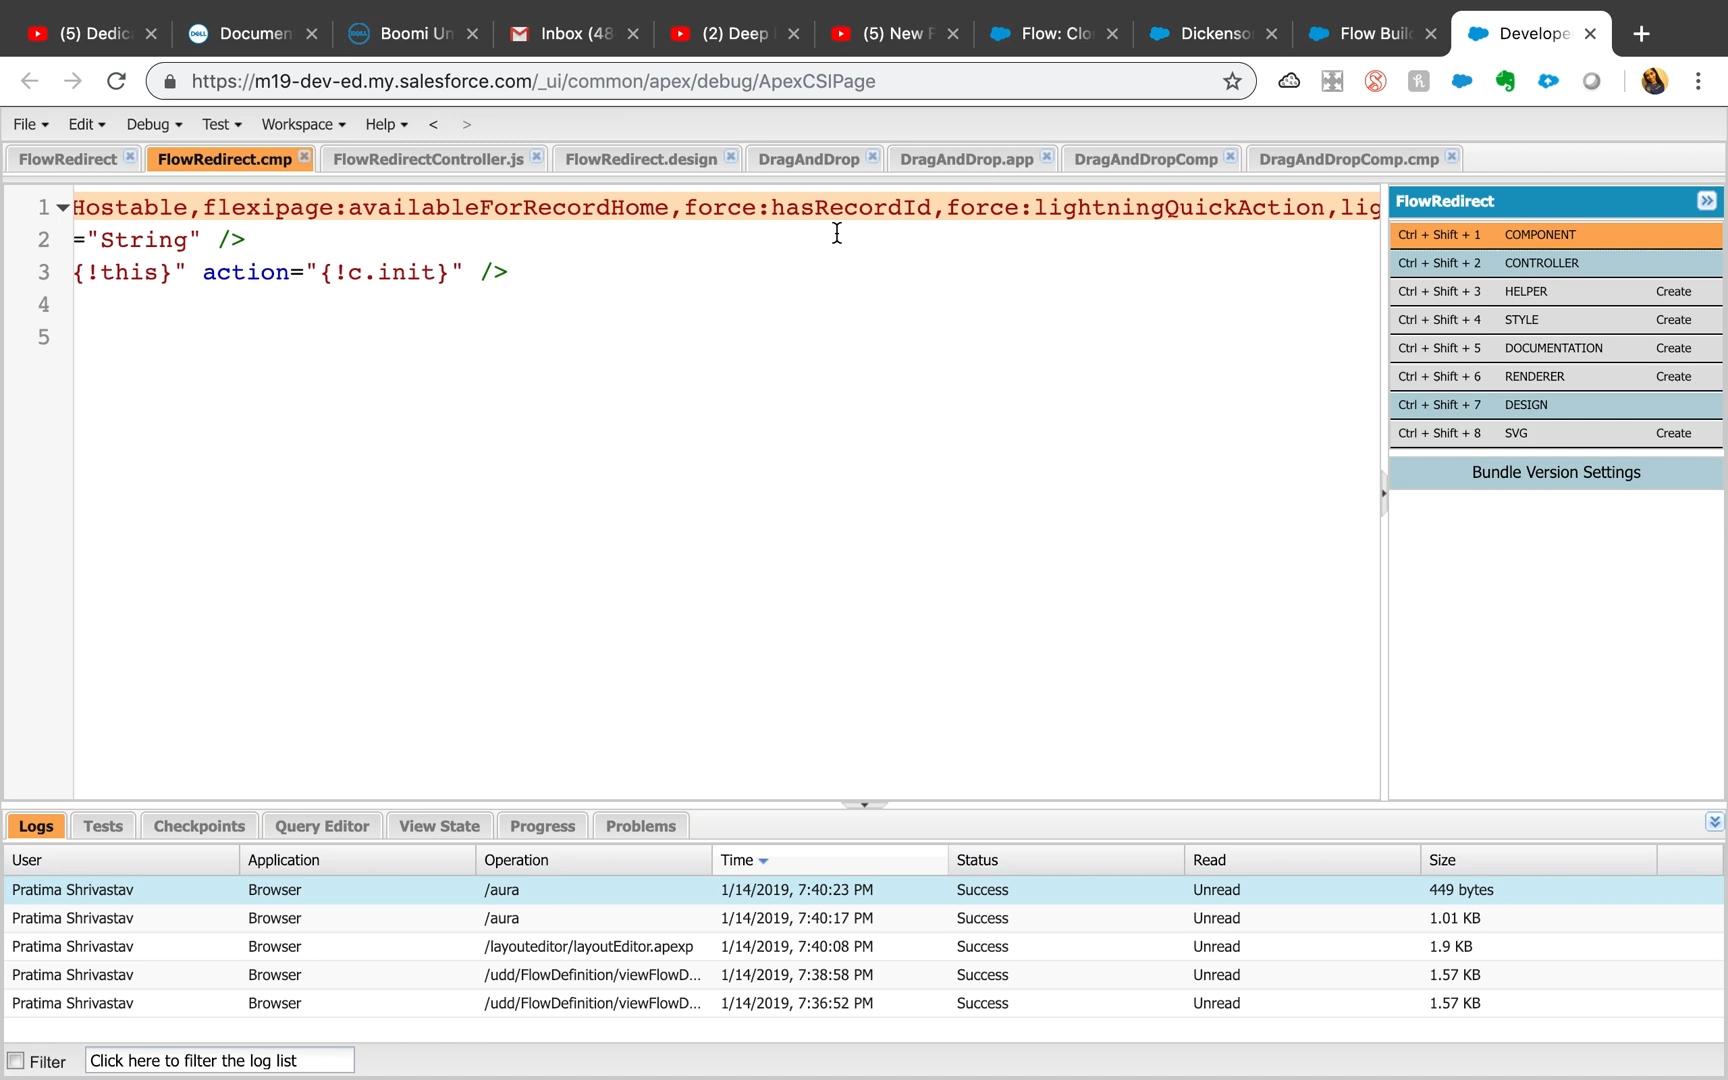 (5) Dedic
Documen
Boomi Un
Inbox (48
(2) Deep
(5) New F
Flow: Clo
Dickenso
Flow Buil
Develope
https://m19-dev-ed.my.salesforce.com/_ui/common/apex/debug/ApexCSIPage
File Edit Debug Test Workspace Help < >
FlowRedirect FlowRedirect.cmp FlowRedirectController.js FlowRedirect.design DragAndDrop DragAndDrop.app DragAndDropComp DragAndDropComp.cmp
1 Hostable,flexipage:availableForRecordHome,force:hasRecordId,force:lightningQuickAction,lig
2 ="String" />
3 {!this}" action="{!c.init}" />
4
5
FlowRedirect
Ctrl + Shift + 1 COMPONENT
Ctrl + Shift + 2 CONTROLLER
Ctrl + Shift + 3 HELPER Create
Ctrl + Shift + 4 STYLE Create
Ctrl + Shift + 5 DOCUMENTATION Create
Ctrl + Shift + 6 RENDERER Create
Ctrl + Shift + 7 DESIGN
Ctrl + Shift + 8 SVG Create
Bundle Version Settings
Logs Tests Checkpoints Query Editor View State Progress Problems
User Application Operation Time Status Read Size
Pratima Shrivastav Browser /aura 1/14/2019, 7:40:23 PM Success Unread 449 bytes
Pratima Shrivastav Browser /aura 1/14/2019, 7:40:17 PM Success Unread 1.01 KB
Pratima Shrivastav Browser /layouteditor/layoutEditor.apexp 1/14/2019, 7:40:08 PM Success Unread 1.9 KB
Pratima Shrivastav Browser /udd/FlowDefinition/viewFlowD... 1/14/2019, 7:38:58 PM Success Unread 1.57 KB
Pratima Shrivastav Browser /udd/FlowDefinition/viewFlowD... 1/14/2019, 7:36:52 PM Success Unread 1.57 KB
Filter Click here to filter the log list